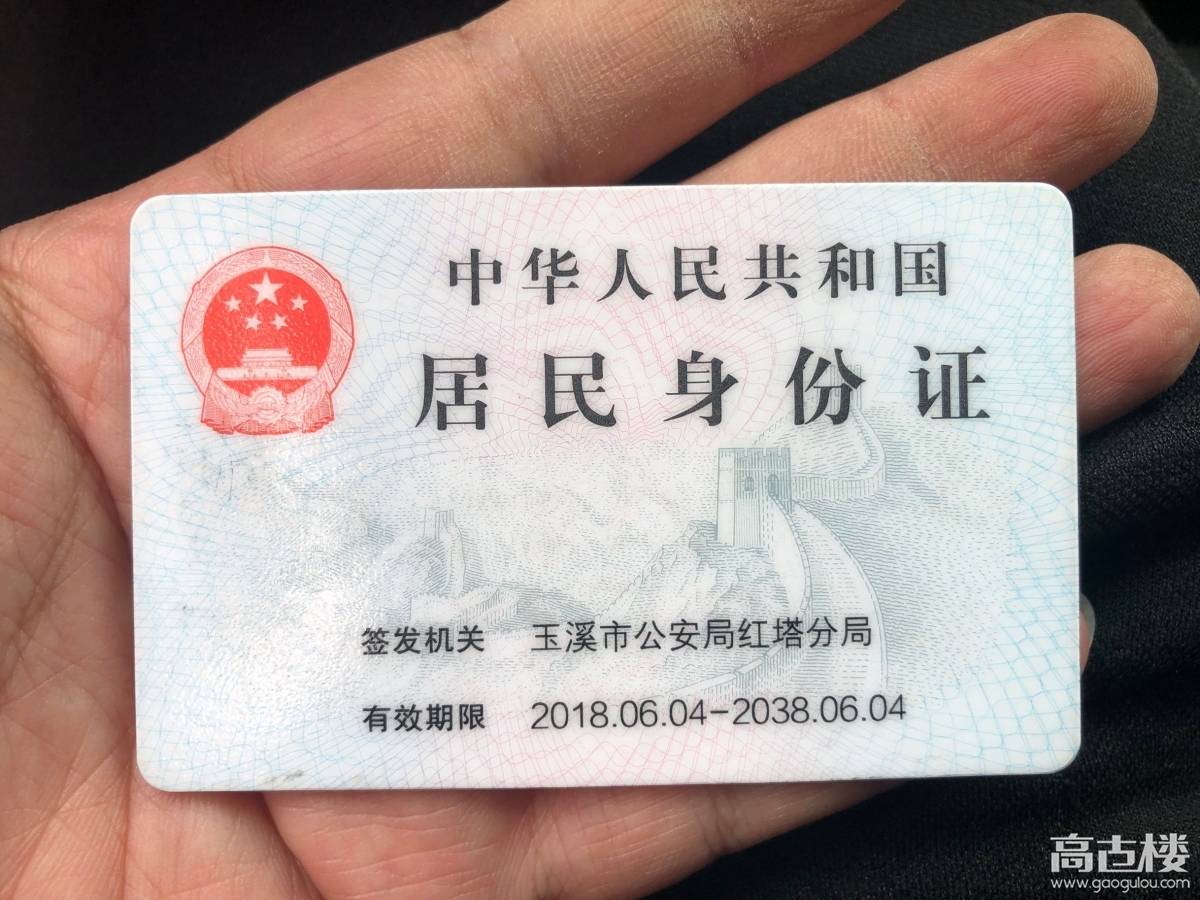 中华人民共和国
居民身份证
签发机关 玉溪市公安局红塔分局
有效期限 2018.06.04-2038.06.04
高古楼
www.gaogulou.com